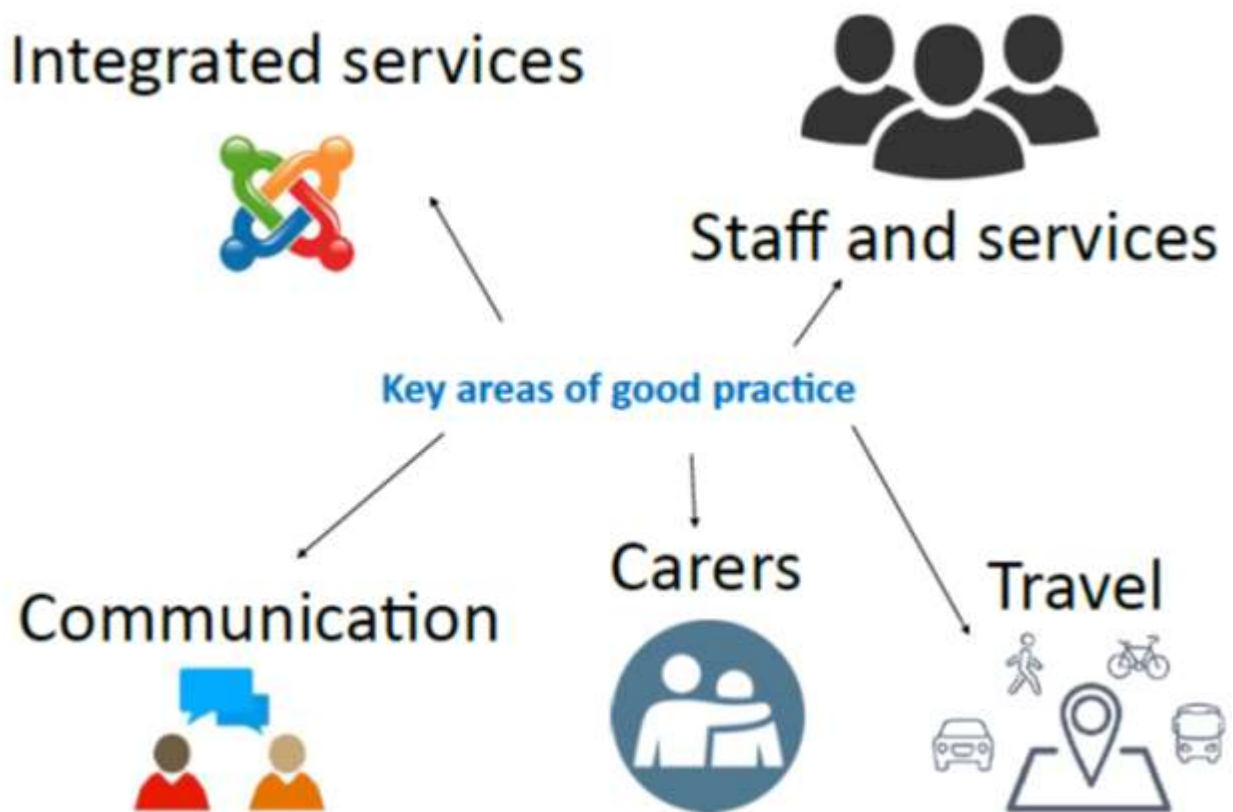 Integrated services
Staff and services
Key areas of good practice
Communication
Carers
Travel